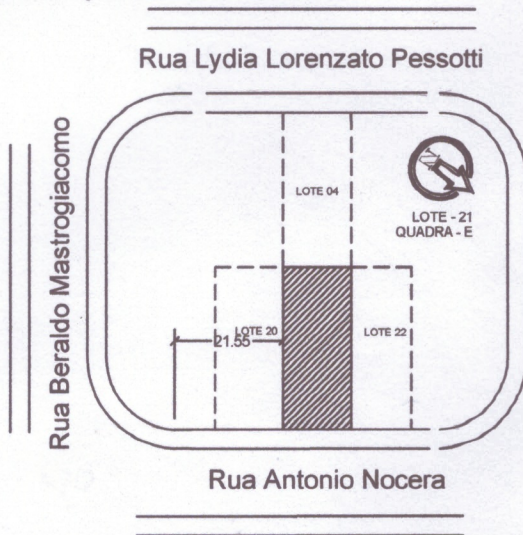 Rua Lydia Lorenzato Pessotti
Rua Beraldo Mastrogiacomo
LOTE 04
LOTE - 21
QUADRA - E
LOTE 20
LOTE 22
21.55
Rua Antonio Nocera